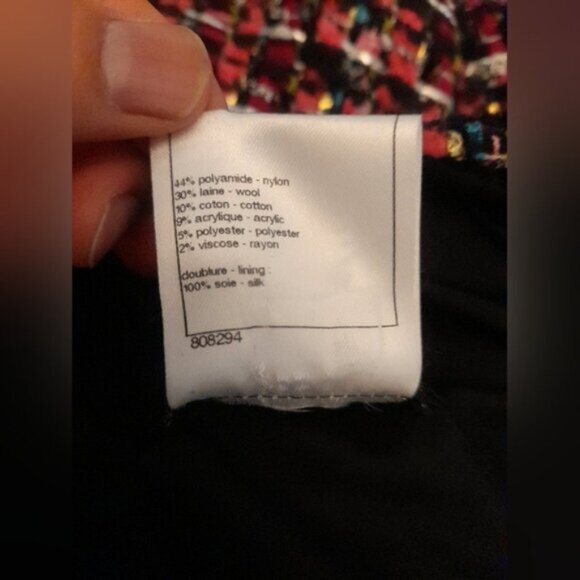 44% polyamide - nylon
30% laine - wool
10% coton - cotton
9% acrylique - acrylic
5% polyester - polyester
2% viscose - rayon
doublure - lining :
100% soie - silk
808294